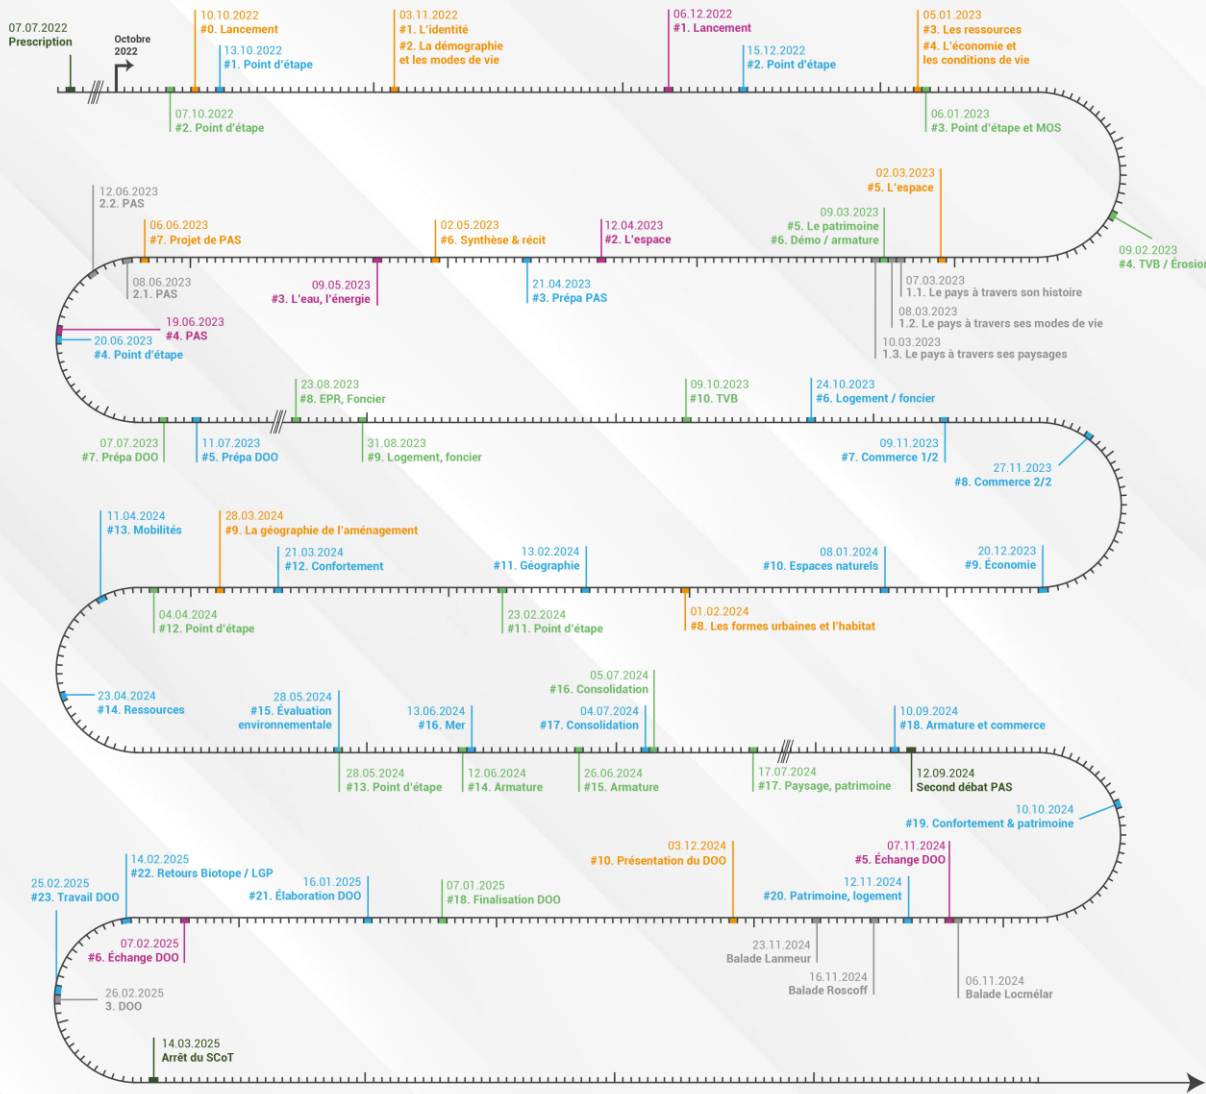 07.07.2022
Prescription
Octobre
2022
10.10.2022
#0. Lancement
13.10.2022
#1. Point d'étape
03.11.2022
#1. L'identité
#2. La démographie
et les modes de vie
06.12.2022
#1. Lancement
15.12.2022
#2. Point d'étape
05.01.2023
#3. Les ressources
#4. L'économie et
les conditions de vie
07.10.2022
#2. Point d'étape
06.01.2023
#3. Point d'étape et MOS
09.02.2023
#4. TVB / Érosion
02.03.2023
#5. L'espace
09.03.2023
#5. Le patrimoine
#6. Démo / armature
07.03.2023
1.1. Le pays à travers son histoire
08.03.2023
1.2. Le pays à travers ses modes de vie
10.03.2023
1.3. Le pays à travers ses paysages
12.04.2023
#2. L'espace
21.04.2023
#3. Prépa PAS
02.05.2023
#6. Synthèse & récit
09.05.2023
#3. L'eau, l'énergie
06.06.2023
#7. Projet de PAS
08.06.2023
2.1. PAS
12.06.2023
2.2. PAS
19.06.2023
#4. PAS
20.06.2023
#4. Point d'étape
07.07.2023
#7. Prépa DOO
11.07.2023
#5. Prépa DOO
23.08.2023
#8. EPR, Foncier
31.08.2023
#9. Logement, foncier
09.10.2023
#10. TVB
24.10.2023
#6. Logement / foncier
09.11.2023
#7. Commerce 1/2
27.11.2023
#8. Commerce 2/2
20.12.2023
#9. Économie
08.01.2024
#10. Espaces naturels
01.02.2024
#8. Les formes urbaines et l'habitat
13.02.2024
#11. Géographie
23.02.2024
#11. Point d'étape
21.03.2024
#12. Confortement
28.03.2024
#9. La géographie de l'aménagement
04.04.2024
#12. Point d'étape
11.04.2024
#13. Mobilités
23.04.2024
#14. Ressources
28.05.2024
#15. Évaluation
environnementale
28.05.2024
#13. Point d'étape
12.06.2024
#14. Armature
13.06.2024
#16. Mer
26.06.2024
#15. Armature
04.07.2024
#17. Consolidation
05.07.2024
#16. Consolidation
17.07.2024
#17. Paysage, patrimoine
10.09.2024
#18. Armature et commerce
12.09.2024
Second débat PAS
10.10.2024
#19. Confortement & patrimoine
06.11.2024
Balade Locmélar
07.11.2024
#5. Échange DOO
12.11.2024
#20. Patrimoine, logement
16.11.2024
Balade Roscoff
23.11.2024
Balade Lanmeur
03.12.2024
#10. Présentation du DOO
07.01.2025
#18. Finalisation DOO
16.01.2025
#21. Élaboration DOO
07.02.2025
#6. Échange DOO
14.02.2025
#22. Retours Biotope / LGP
25.02.2025
#23. Travail DOO
26.02.2025
3. DOO
14.03.2025
Arrêt du SCoT